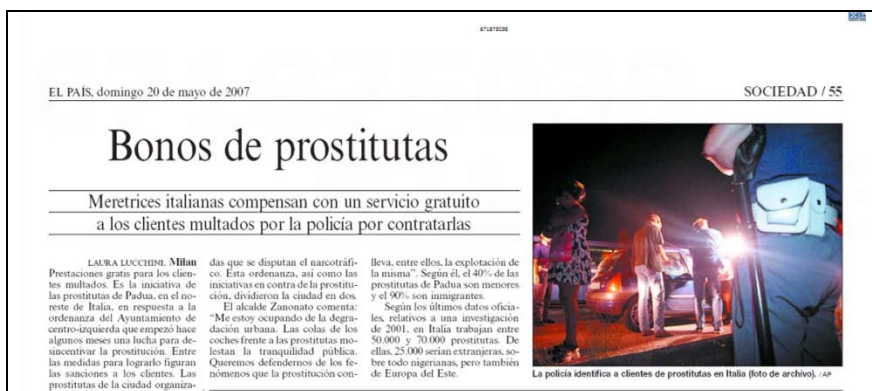 671875038
EL PAÍS, domingo 20 de mayo de 2007
SOCIEDAD / 55
Bonos de prostitutas
Meretrices italianas compensan con un servicio gratuito
a los clientes multados por la policía por contratarlas
LAURA LUCCHINI, Milan
Prestaciones gratis para los clien-
tes multados. Es la iniciativa de
las prostitutas de Padua, en el no-
reste de Italia, en respuesta a la
ordenanza del Ayuntamiento de
centro-izquierda que empezó hace
algunos meses una lucha para de-
sincentivar la prostitución. Entre
las medidas para lograrlo figuran
las sanciones a los clientes. Las
prostitutas de la ciudad organiza-
das que se disputan el narcotráfi-
co. Esta ordenanza, así como las
iniciativas en contra de la prostitu-
ción, dividieron la ciudad en dos.
El alcalde Zanonato comenta:
"Me estoy ocupando de la degra-
dación urbana. Las colas de los
coches frente a las prostitutas mo-
lestan la tranquilidad pública.
Queremos defendernos de los fe-
nómenos que la prostitución con-
lleva, entre ellos, la explotación de
la misma". Según él, el 40% de las
prostitutas de Padua son menores
y el 90% son inmigrantes.
Según los últimos datos oficia-
les, relativos a una investigación
de 2001, en Italia trabajan entre
50.000 y 70.000 prostitutas. De
ellas, 25.000 serían extranjeras, so-
bre todo nigerianas, pero también
de Europa del Este.
La policía identifica a clientes de prostitutas en Italia (foto de archivo). / AP